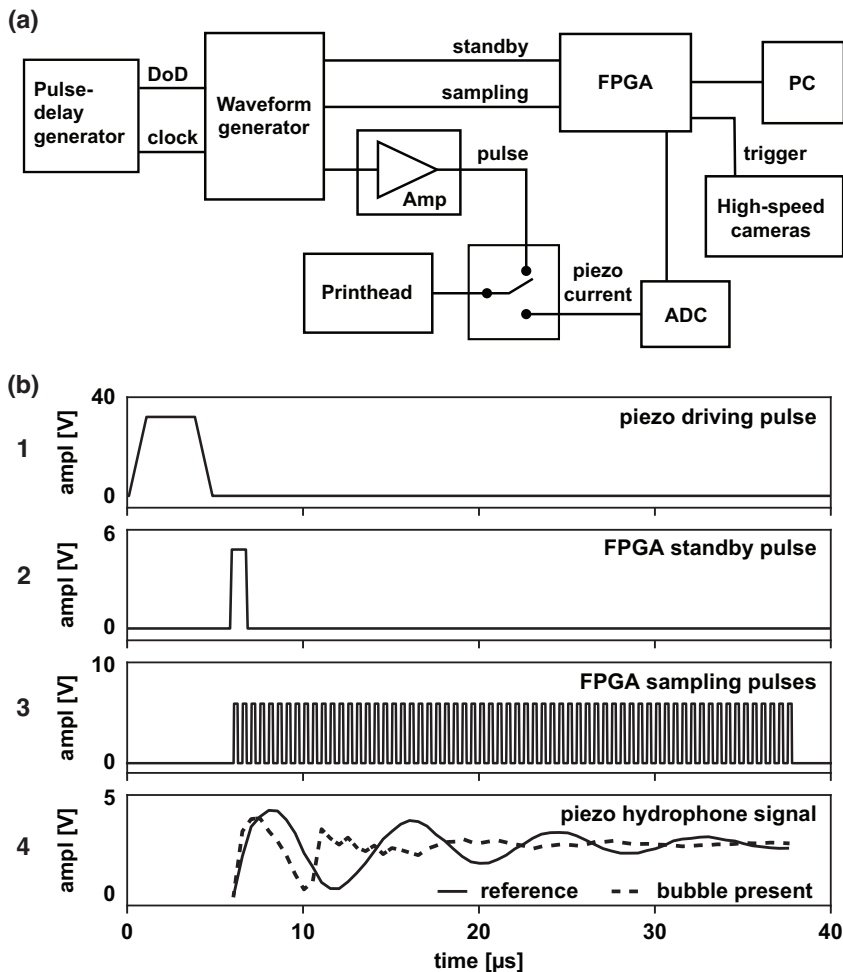 (a)
Pulse-
delay
generator
DoD
clock
Waveform
generator
standby
sampling
FPGA
PC
Amp
pulse
trigger
High-speed
cameras
Printhead
piezo
current
ADC
(b)
1
ampl [V]
40
0
piezo driving pulse
2
ampl [V]
6
0
FPGA standby pulse
3
ampl [V]
10
0
FPGA sampling pulses
4
ampl [V]
5
0
piezo hydrophone signal
reference
bubble present
0
10
20
30
40
time [µs]